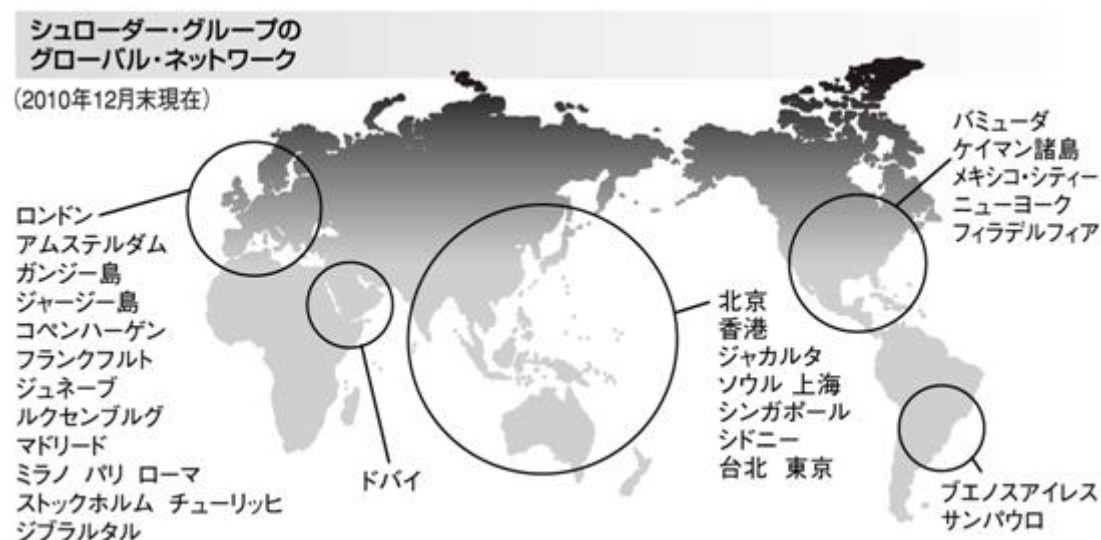 シュローダー・グループの
グローバル・ネットワーク
(2010年12月末現在)
ロンドン
アムステルダム
ガンジー島
ジャージー島
コペンハーゲン
フランクフルト
ジュネーブ
ルクセンブルグ
マドリード
ミラノ パリ ローマ
ストックホルム チューリッヒ
ジブラルタル
ドバイ
北京
香港
ジャカルタ
ソウル 上海
シンガポール
シドニー
台北 東京
バミューダ
ケイマン諸島
メキシコ・シティー
ニューヨーク
フィラデルフィア
ブエノスアイレス
サンパウロ